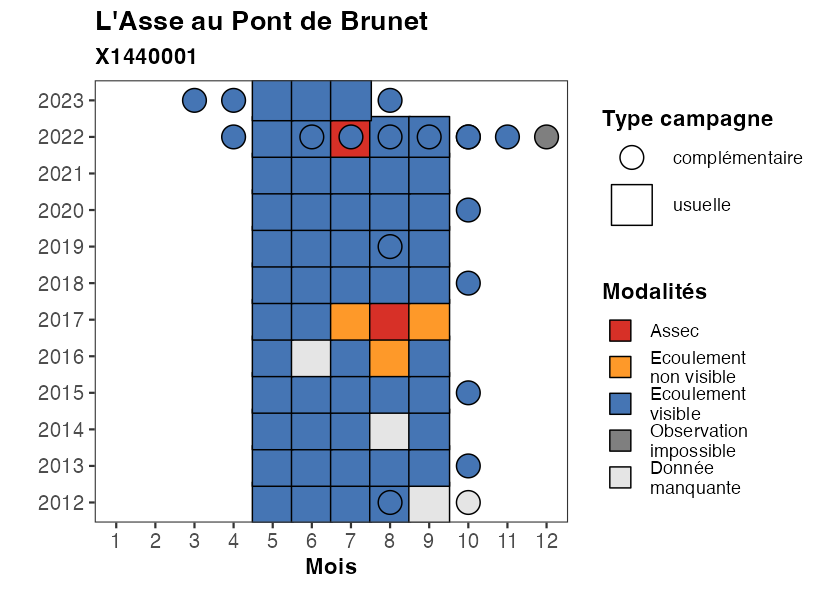 L'Asse au Pont de Brunet
X1440001
2023
2022
2021
2020
2019
2018
2017
2016
2015
2014
2013
2012
1 2 3 4 5 6 7 8 9 10 11 12
Mois
Type campagne
complémentaire
usuelle
Modalités
Assec
Ecoulement
non visible
Ecoulement
visible
Observation
impossible
Donnée
manquante